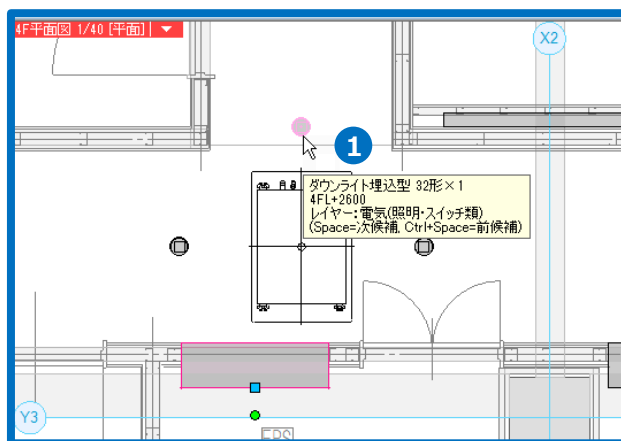 4F平面図 1/40 [平面]
X2
1
ダウンライト埋込型 32形×1
4FL+2600
レイヤー:電気(照明・スイッチ類)
(Space=次候補, Ctrl+Space=前候補)
Y3
EPS